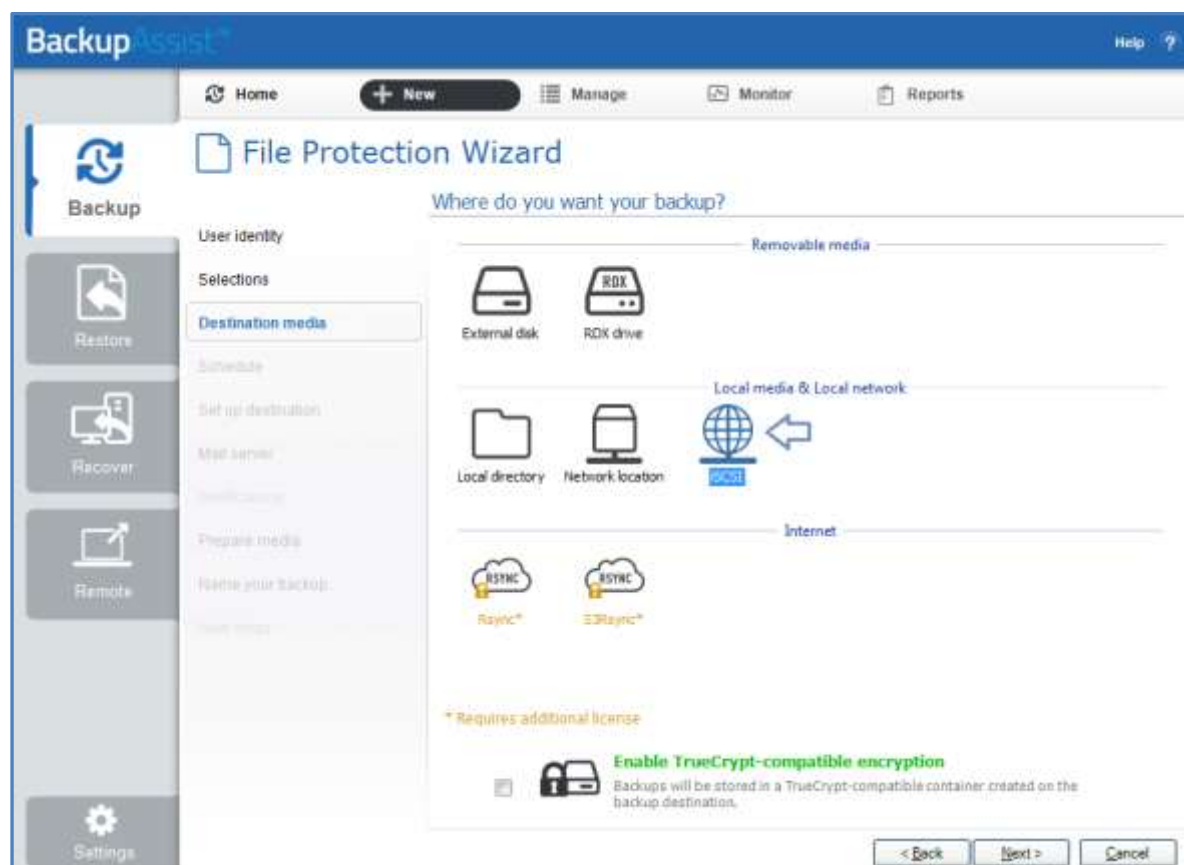 BackupAssist™
Help ?
Home
New
Manage
Monitor
Reports
File Protection Wizard
Backup
Restore
Recover
Remote
Settings
User identity
Selections
Destination media
Schedule
Set up destination
Mail server
Notifications
Prepare media
Name your backup
Where do you want your backup?
Removable media
External disk
RDX
RDX drive
Local media & Local network
Local directory
Network location
iSCSI
Internet
RSYNC
RSYNC
Rsync*
S3Rsync*
* Requires additional license
Enable TrueCrypt-compatible encryption
Backups will be stored in a TrueCrypt-compatible container created on the
backup destination.
< Back
Next >
Cancel